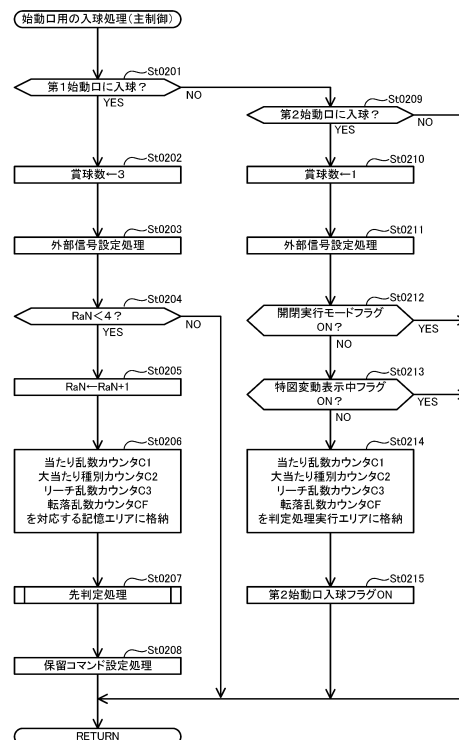 始動口用の入球処理(主制御)
St0201
第1始動口に入球？
YES
NO
St0202
賞球数←3
St0203
外部信号設定処理
St0204
RaN＜4？
YES
NO
St0205
RaN←RaN+1
St0206
当たり乱数カウンタC1
大当たり種別カウンタC2
リーチ乱数カウンタC3
転落乱数カウンタCF
を対応する記憶エリアに格納
St0207
先判定処理
St0208
保留コマンド設定処理
RETURN
St0209
第2始動口に入球？
YES
NO
St0210
賞球数←1
St0211
外部信号設定処理
St0212
開閉実行モードフラグ
ON？
YES
NO
St0213
特図変動表示中フラグ
ON？
YES
NO
St0214
当たり乱数カウンタC1
大当たり種別カウンタC2
リーチ乱数カウンタC3
転落乱数カウンタCF
を判定処理実行エリアに格納
St0215
第2始動口入球フラグON